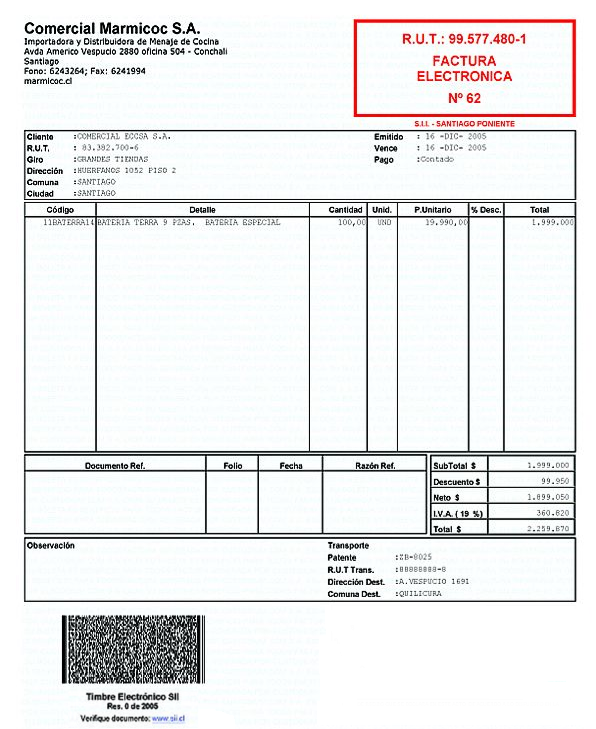 Comercial Marmicoc S.A.
Importadora y Distribuidora de Menaje de Cocina
Avda Americo Vespucio 2880 oficina 504 - Conchali
Santiago
Fono: 6243264; Fax: 6241994
marmicoc.cl
R.U.T.: 99.577.480-1
FACTURA
ELECTRONICA
Nº 62
S.I.I. - SANTIAGO PONIENTE
Cliente :COMERCIAL ECCSA S.A.
R.U.T. : 83.382.700-6
Giro :GRANDES TIENDAS
Dirección :HUERFANOS 1052 PISO 2
Comuna :SANTIAGO
Ciudad :SANTIAGO
Emitido : 16 -DIC- 2005
Vence : 16 -DIC- 2005
Pago :Contado
Código Detalle Cantidad Unid. P.Unitario % Desc. Total
11BATERRA14 BATERIA TERRA 9 PZAS. BATERIA ESPECIAL 100,00 UND 19.990,00 1.999.000
Documento Ref. Folio Fecha Razón Ref.
SubTotal $ 1.999.000
Descuento $ 99.950
Neto $ 1.899.050
I.V.A. ( 19 %) 360.820
Total $ 2.259.870
Observación
Transporte
Patente :ZB-8025
R.U.T Trans. :88888888-8
Dirección Dest. :A.VESPUCIO 1691
Comuna Dest. :QUILICURA
Timbre Electrónico SII
Res. 0 de 2005
Verifique documento: www.sii.cl